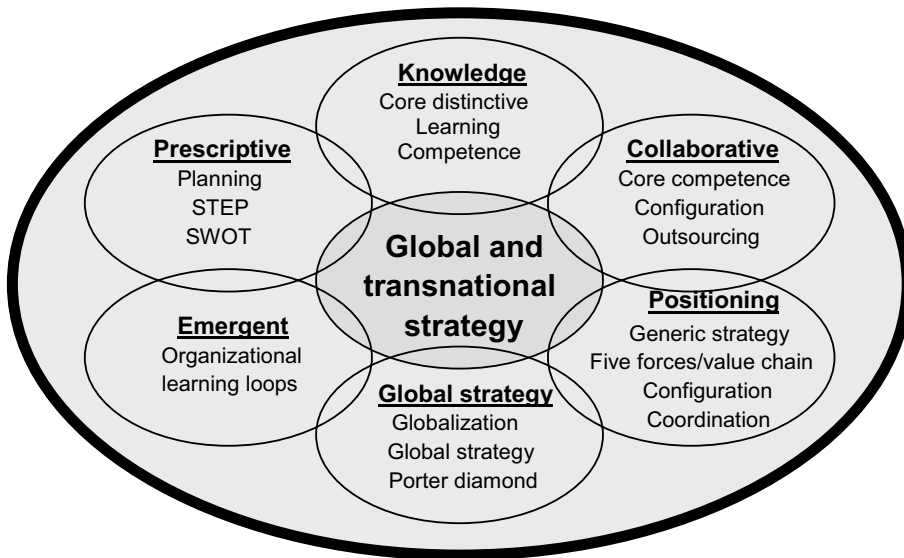 Knowledge
Core distinctive
Learning
Competence
Prescriptive
Planning
STEP
SWOT
Collaborative
Core competence
Configuration
Outsourcing
Global and
transnational
strategy
Emergent
Organizational
learning loops
Positioning
Generic strategy
Five forces/value chain
Configuration
Coordination
Global strategy
Globalization
Global strategy
Porter diamond